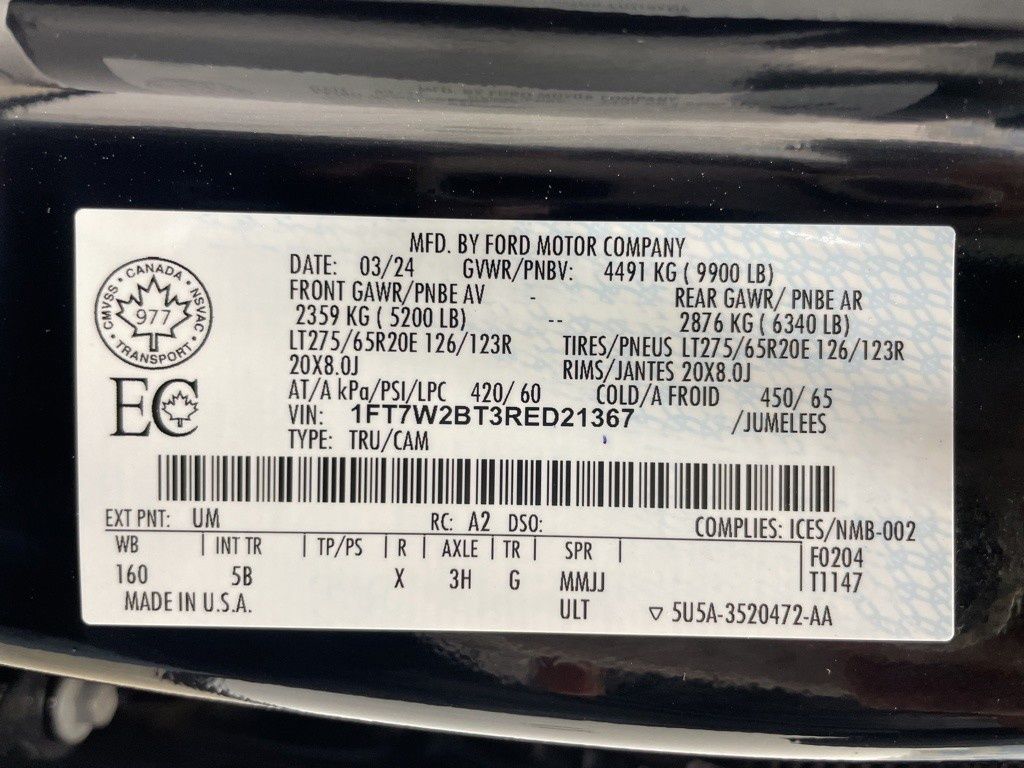 MFD. BY FORD MOTOR COMPANY
DATE: 03/24 GVWR/PNBV: 4491 KG ( 9900 LB)
FRONT GAWR/PNBE AV - REAR GAWR/ PNBE AR
2359 KG ( 5200 LB) -- 2876 KG ( 6340 LB)
LT275/65R20E 126/123R TIRES/PNEUS LT275/65R20E 126/123R
20X8.0J RIMS/JANTES 20X8.0J
AT/A kPa/PSI/LPC 420/ 60 COLD/A FROID 450/ 65
VIN: 1FT7W2BT3RED21367 /JUMELEES
TYPE: TRU/CAM
CANADA
CMVSS
977
NSVAC
TRANSPORT
EC
EXT PNT: UM RC: A2 DSO: COMPLIES: ICES/NMB-002
WB | INT TR | TP/PS | R | AXLE | TR | SPR | F0204
160 5B X 3H G MMJJ T1147
MADE IN U.S.A. ULT ▽ 5U5A-3520472-AA